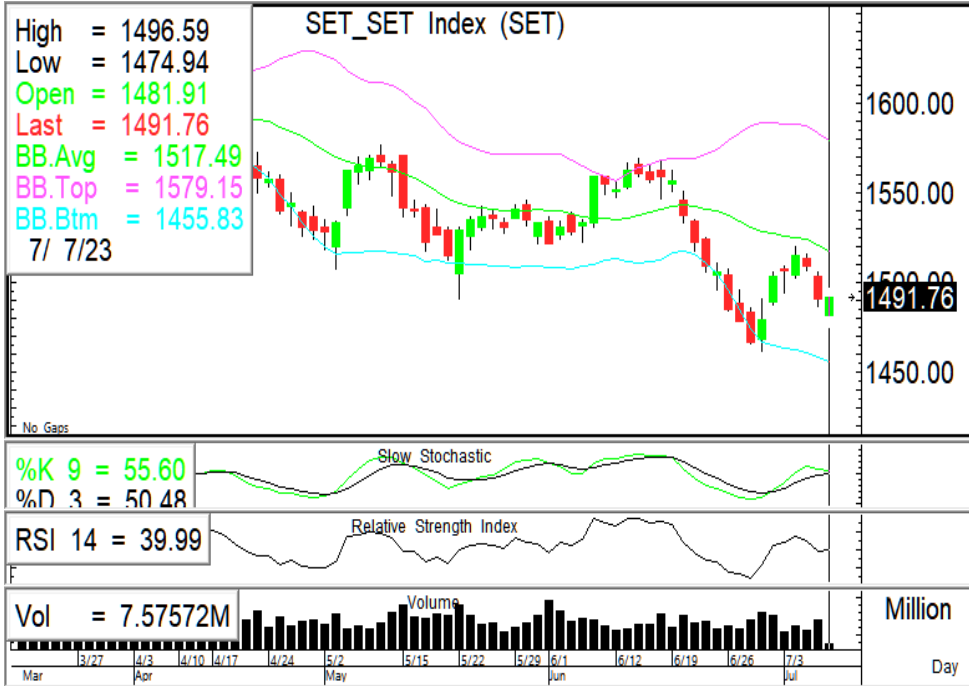 SET_SET Index (SET)
High = 1496.59
Low = 1474.94
Open = 1481.91
Last = 1491.76
BB.Avg = 1517.49
BB.Top = 1579.15
BB.Btm = 1455.83
7/ 7/23
1600.00
1550.00
1500.00
1491.76
1450.00
No Gaps
Slow Stochastic
%K 9 = 55.60
%D 3 = 50.48
Relative Strength Index
RSI 14 = 39.99
Volume
Vol = 7.57572M
Million
3/27 4/3 4/10 4/17 4/24 5/2 5/15 5/22 5/29 6/1 6/12 6/19 6/26 7/3
Mar Apr May Jun Jul
Day